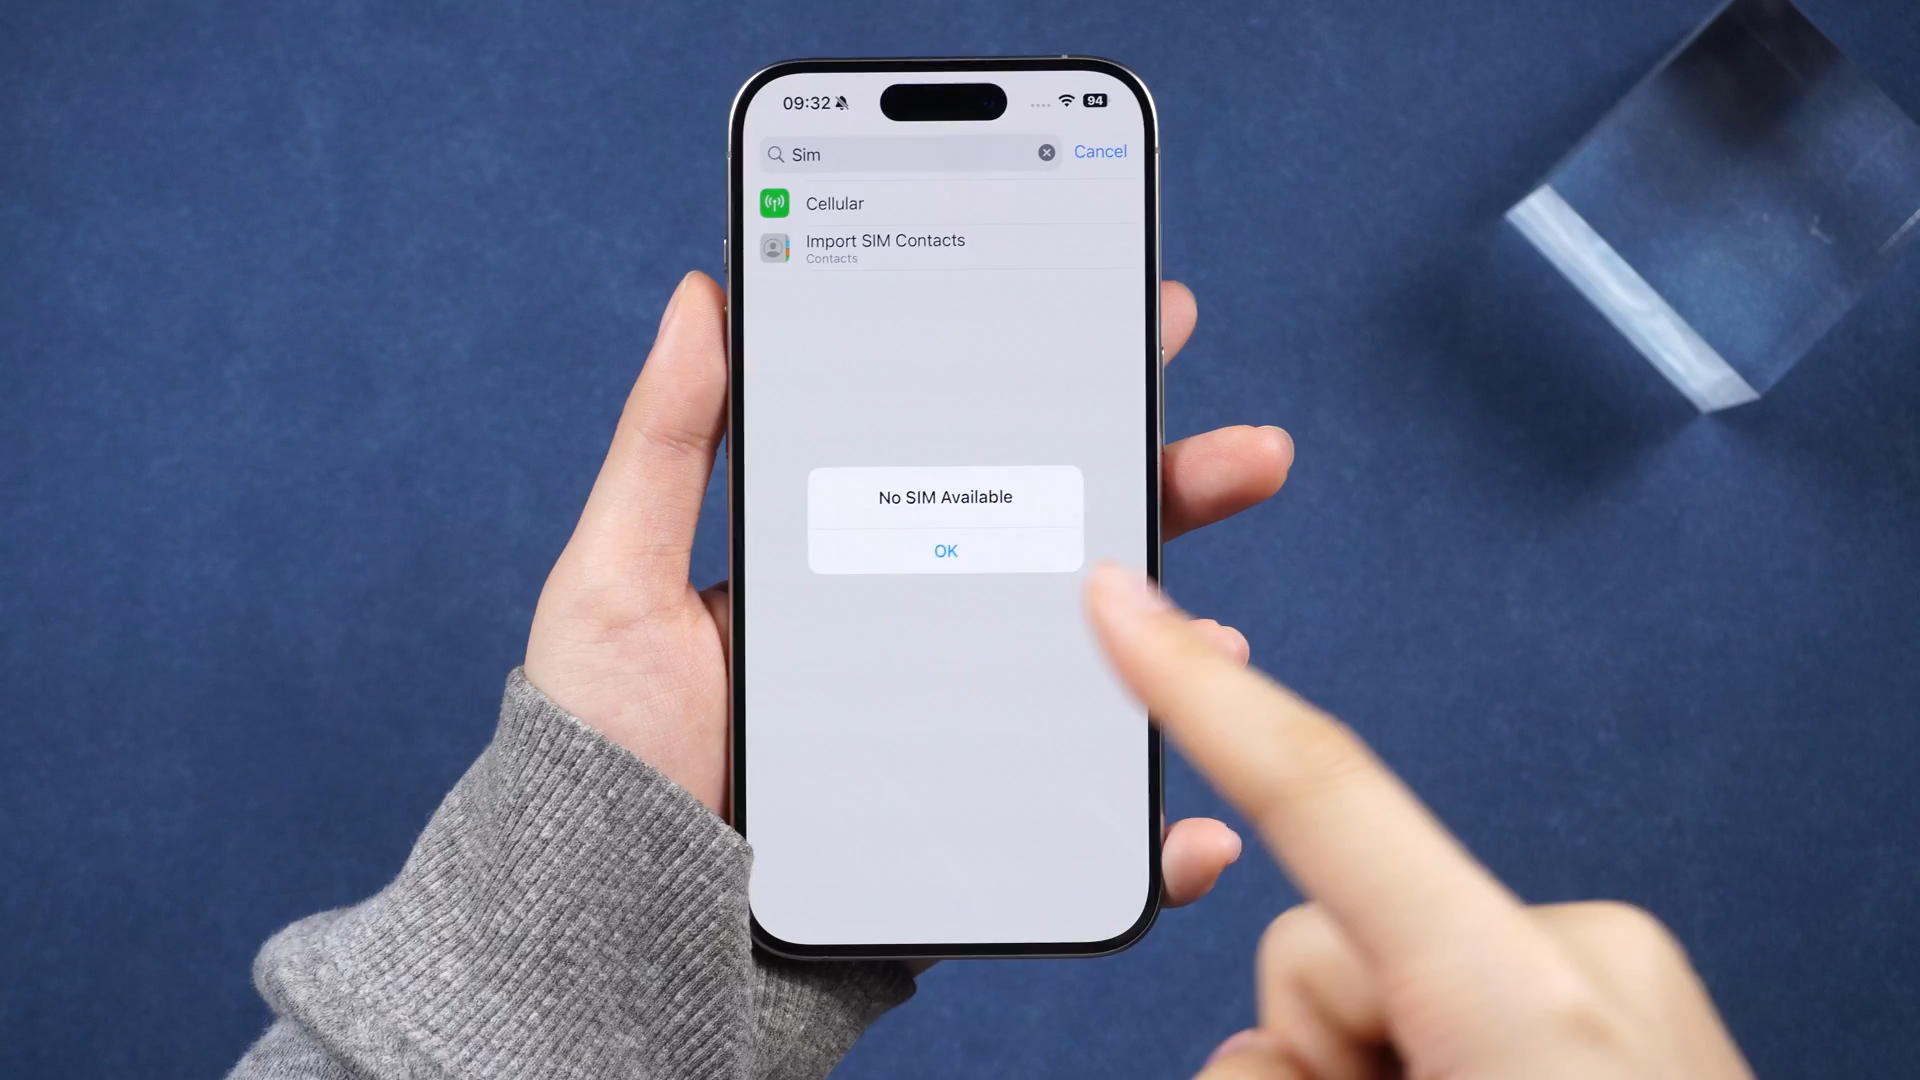 09:32
94
Sim
Cancel
Cellular
Import SIM Contacts
Contacts
No SIM Available
OK